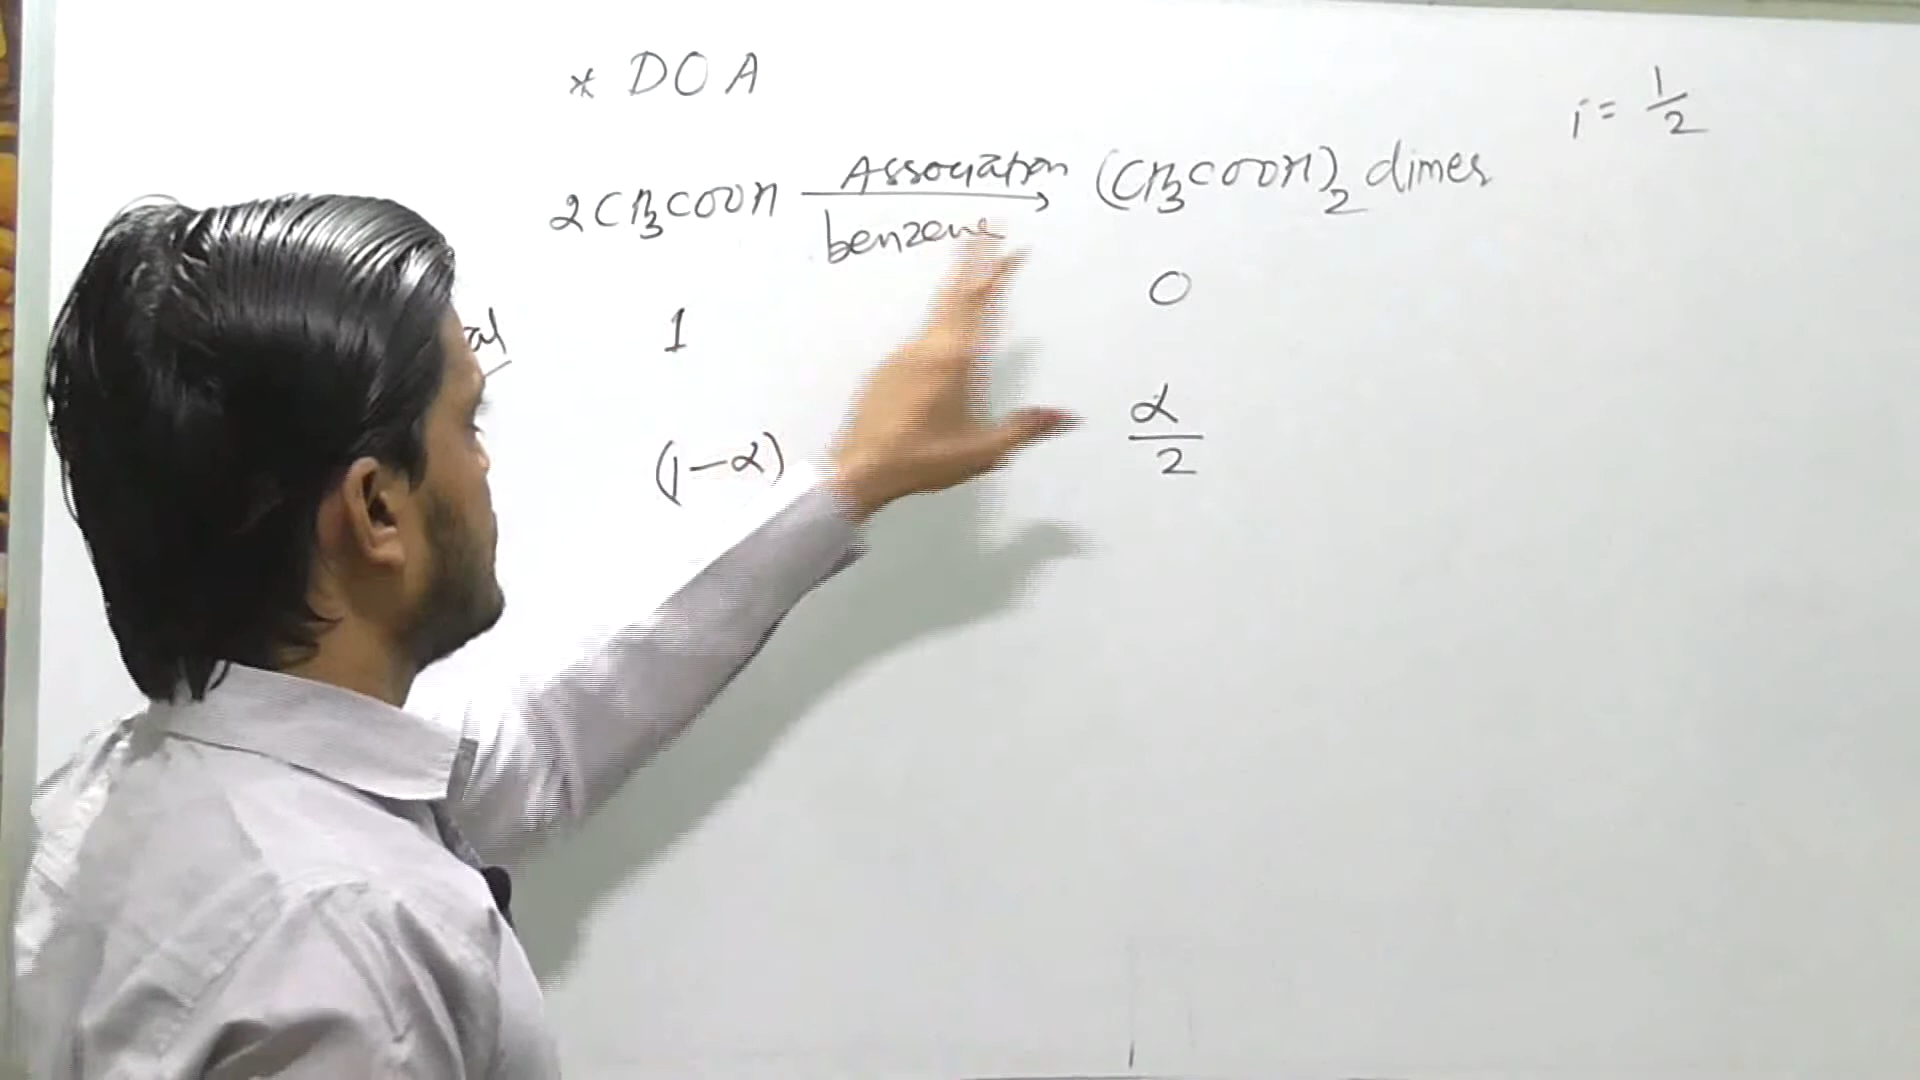 * DOA
i = 1/2
2CH3COOH Association benzene (CH3COOH)2 dimer
1 0
(1-α) α/2